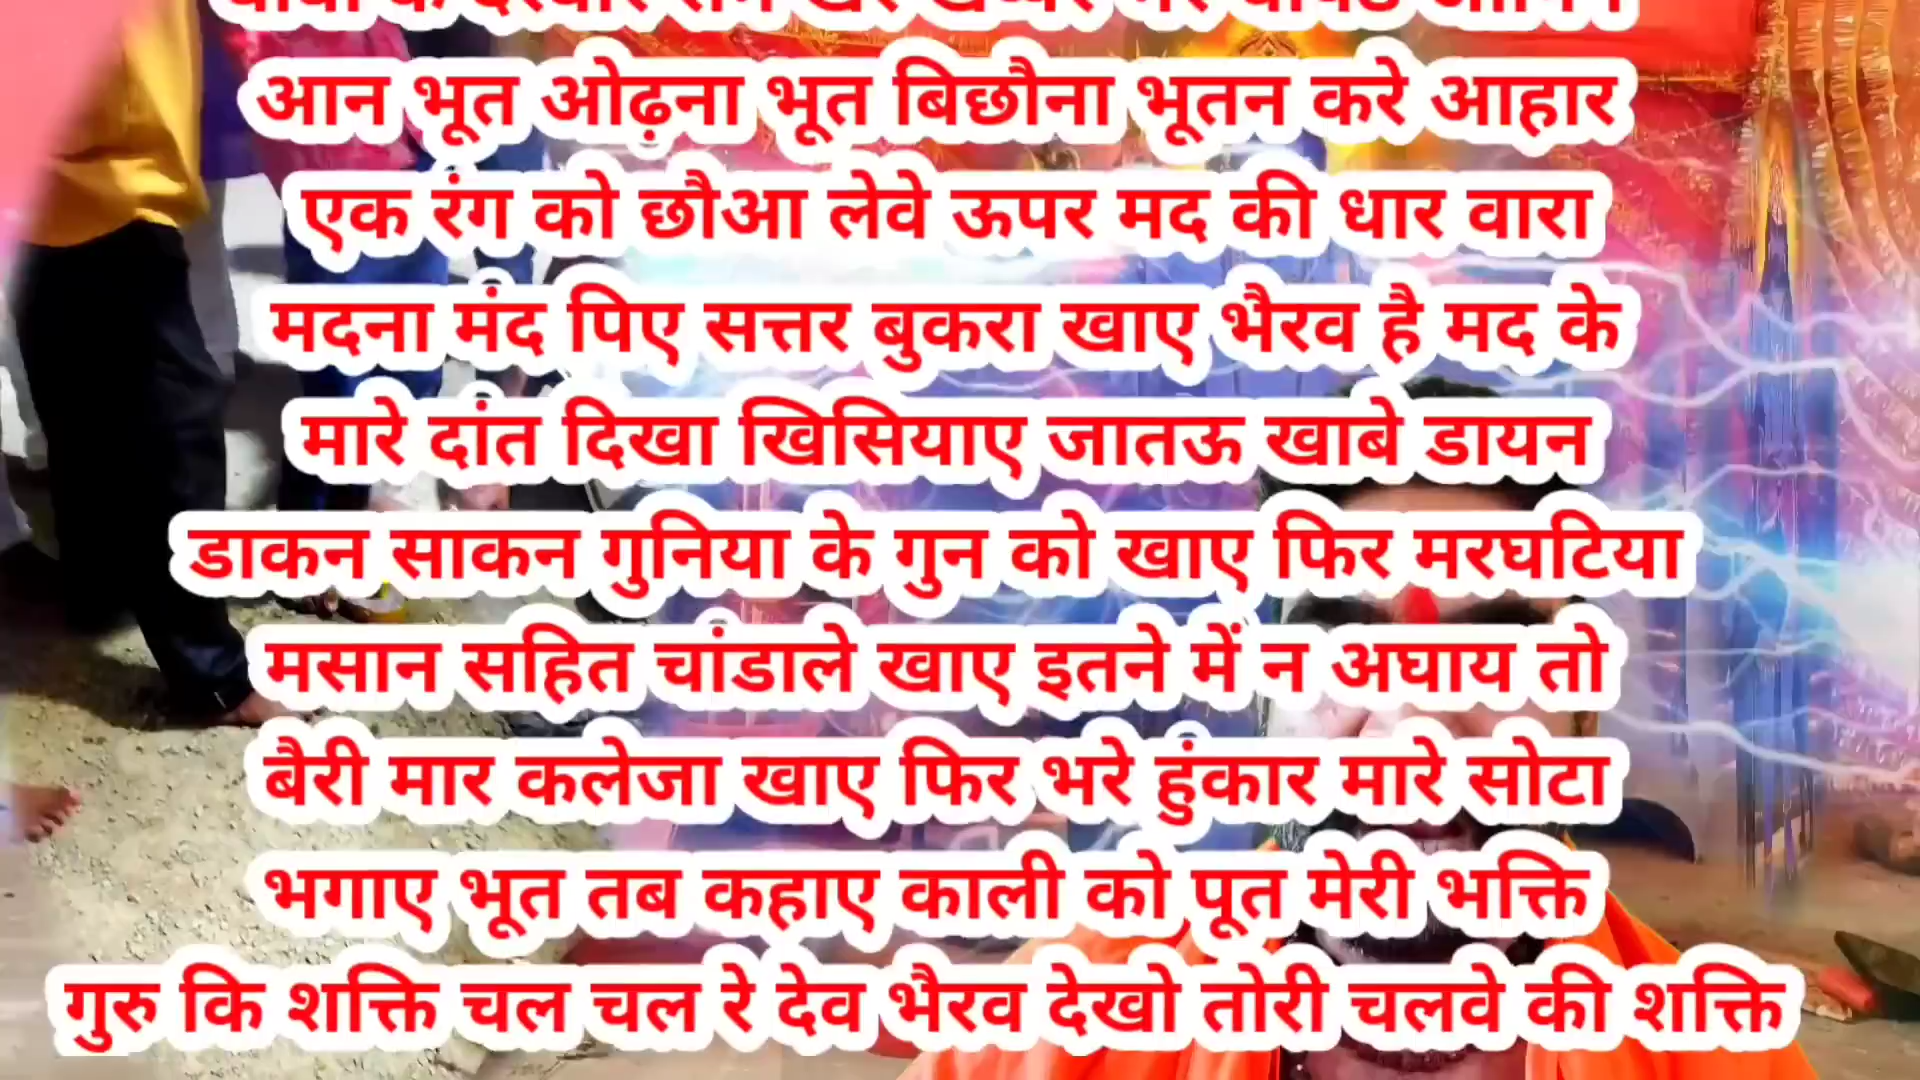 आन भूत ओढ़ना भूत बिछौना भूतन करे आहार
एक रंग को छौआ लेवे ऊपर मद की धार वारा
मदना मंद पिए सत्तर बुकरा खाए भैरव है मद के
मारे दांत दिखा खिसियाए जातऊ खाबे डायन
डाकन साकन गुनिया के गुन को खाए फिर मरघटिया
मसान सहित चांडाले खाए इतने में न अघाय तो
बैरी मार कलेजा खाए फिर भरे हुंकार मारे सोटा
भगाए भूत तब कहाए काली को पूत मेरी भक्ति
गुरु कि शक्ति चल चल रे देव भैरव देखो तोरी चलवे की शक्ति